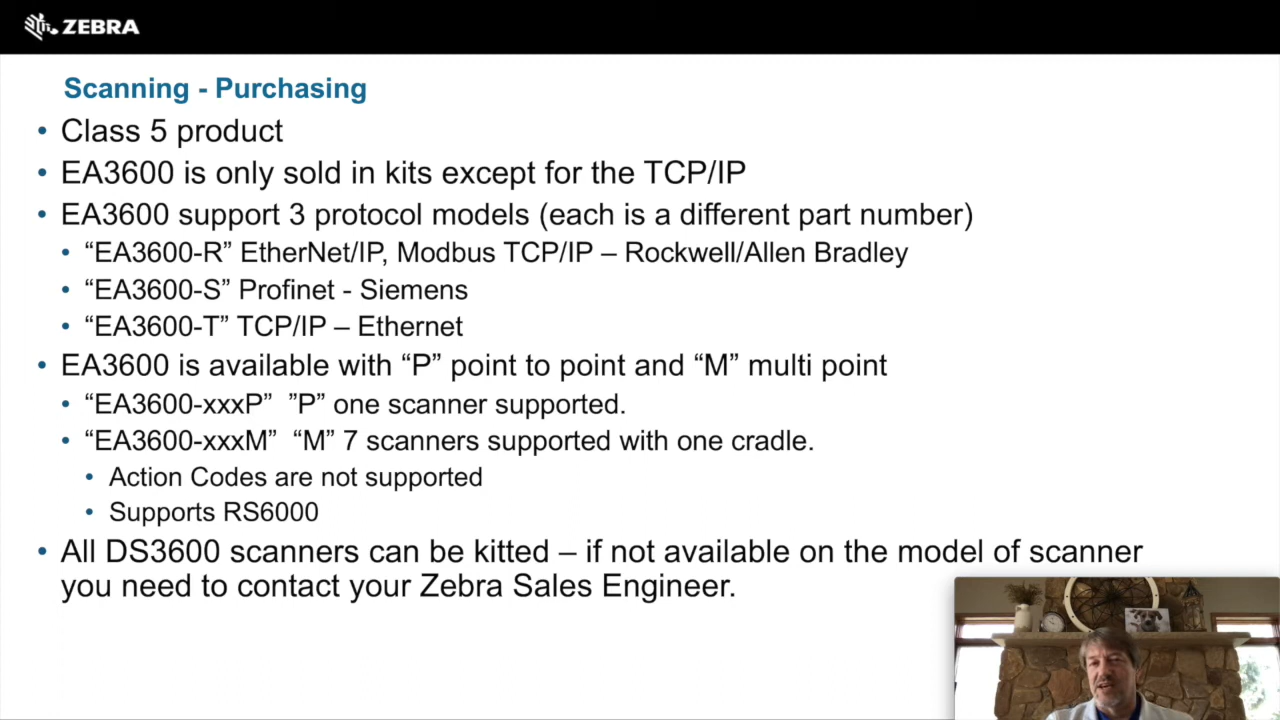 ZEBRA
Scanning - Purchasing
• Class 5 product
• EA3600 is only sold in kits except for the TCP/IP
• EA3600 support 3 protocol models (each is a different part number)
• “EA3600-R” EtherNet/IP, Modbus TCP/IP – Rockwell/Allen Bradley
• “EA3600-S” Profinet - Siemens
• “EA3600-T” TCP/IP – Ethernet
• EA3600 is available with “P” point to point and “M” multi point
• “EA3600-xxxP” ”P” one scanner supported.
• “EA3600-xxxM” “M” 7 scanners supported with one cradle.
• Action Codes are not supported
• Supports RS6000
• All DS3600 scanners can be kitted – if not available on the model of scanner
you need to contact your Zebra Sales Engineer.